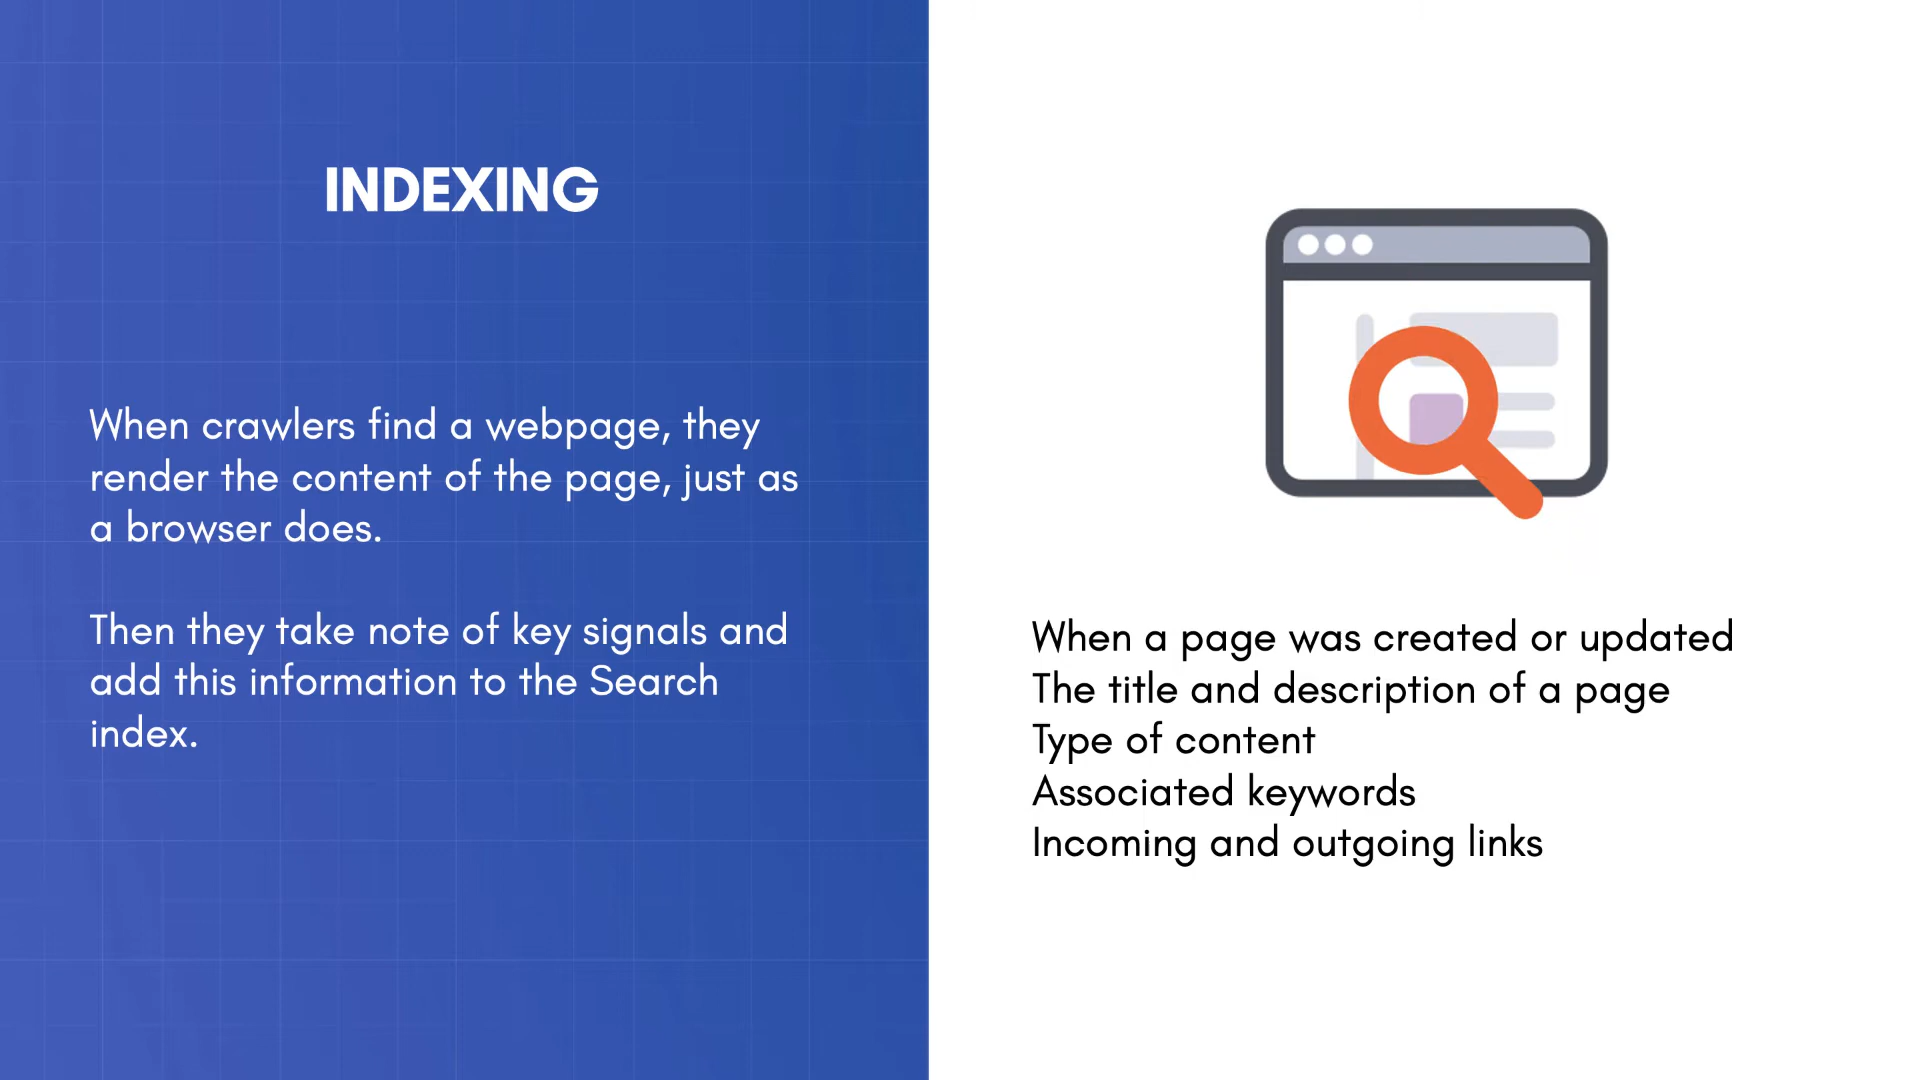 INDEXING
When crawlers find a webpage, they
render the content of the page, just as
a browser does.
Then they take note of key signals and
add this information to the Search
index.
When a page was created or updated
The title and description of a page
Type of content
Associated keywords
Incoming and outgoing links